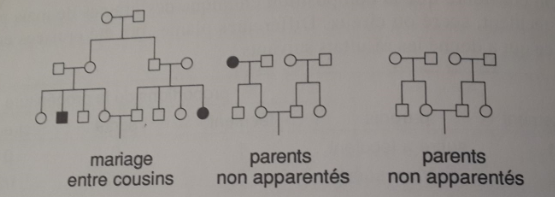 mariage
entre cousins
parents
non apparentés
parents
non apparentés